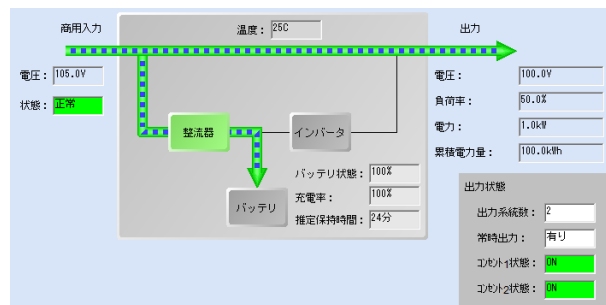 商用入力
温度： 25C
出力
電圧： 105.0V
状態： 正常
電圧： 100.0V
負荷率： 50.0%
電力： 1.0kW
累積電力量： 100.0kWh
整流器
インバータ
バッテリ
バッテリ状態： 100%
充電率： 100%
推定保持時間： 24分
出力状態
出力系統数： 2
常時出力： 有り
ｺﾝｾﾝﾄ1状態： ON
ｺﾝｾﾝﾄ2状態： ON